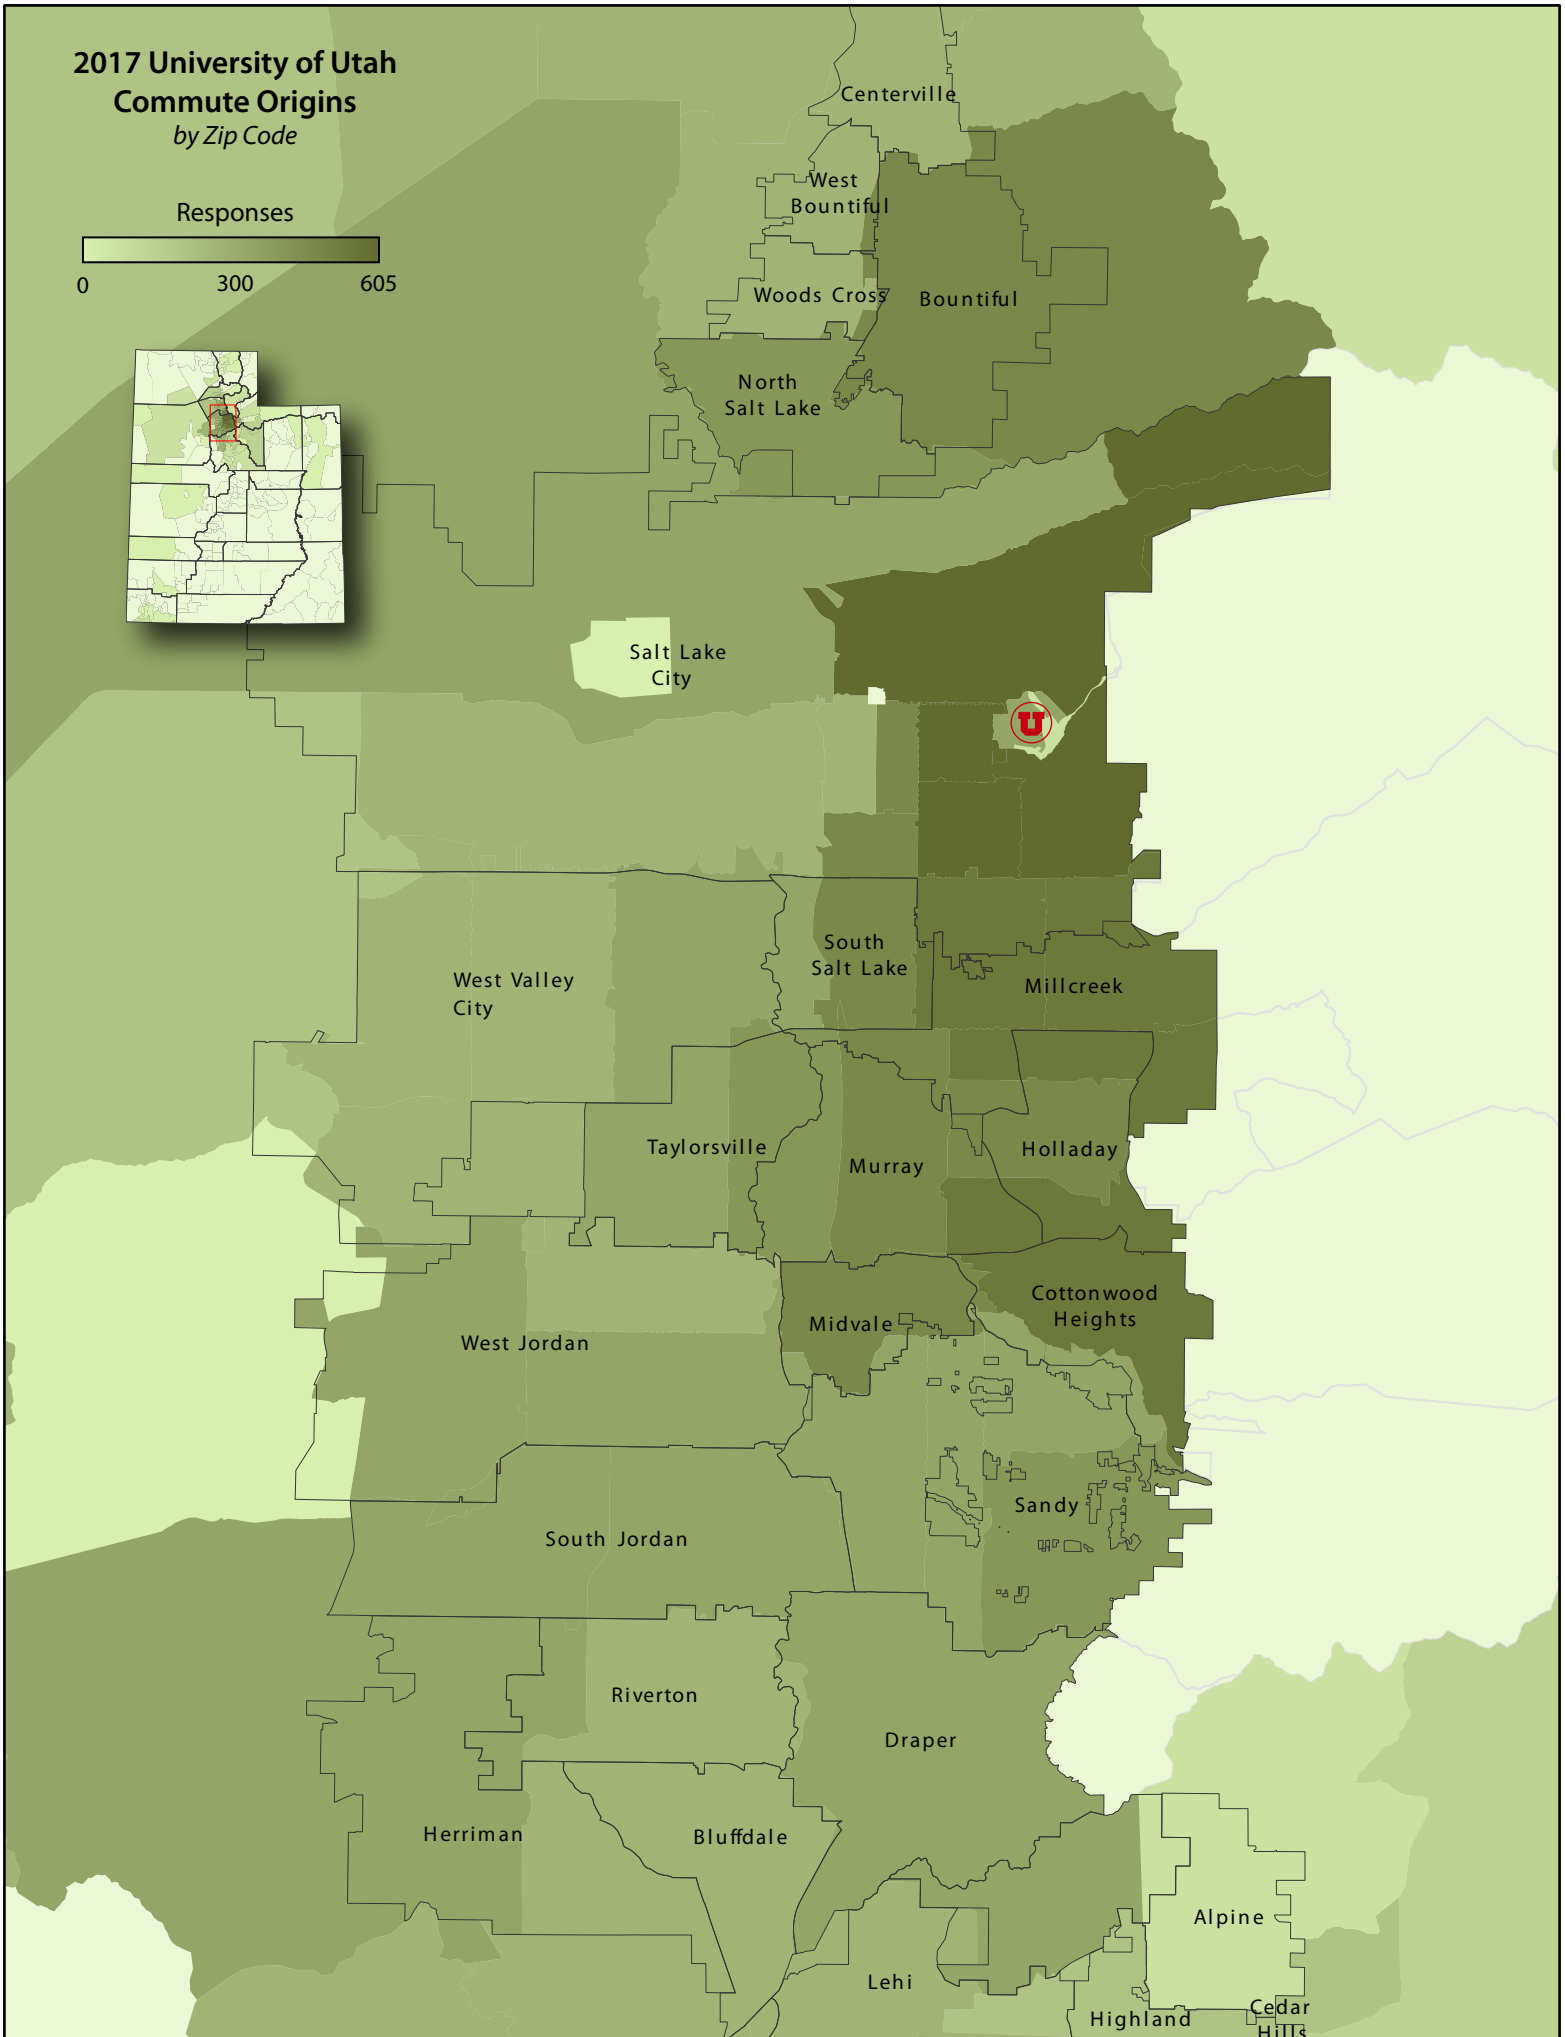 2017 University of Utah
Commute Origins
by Zip Code
Responses
0 300 605
Centerville
West
Bountiful
Woods Cross
Bountiful
North
Salt Lake
Salt Lake
City
U
South
Salt Lake
West Valley
City
Millcreek
Taylorsville
Murray
Holladay
Cottonwood
Heights
Midvale
West Jordan
Sandy
South Jordan
Riverton
Draper
Herriman
Bluffdale
Alpine
Lehi
Highland
Cedar
Hills